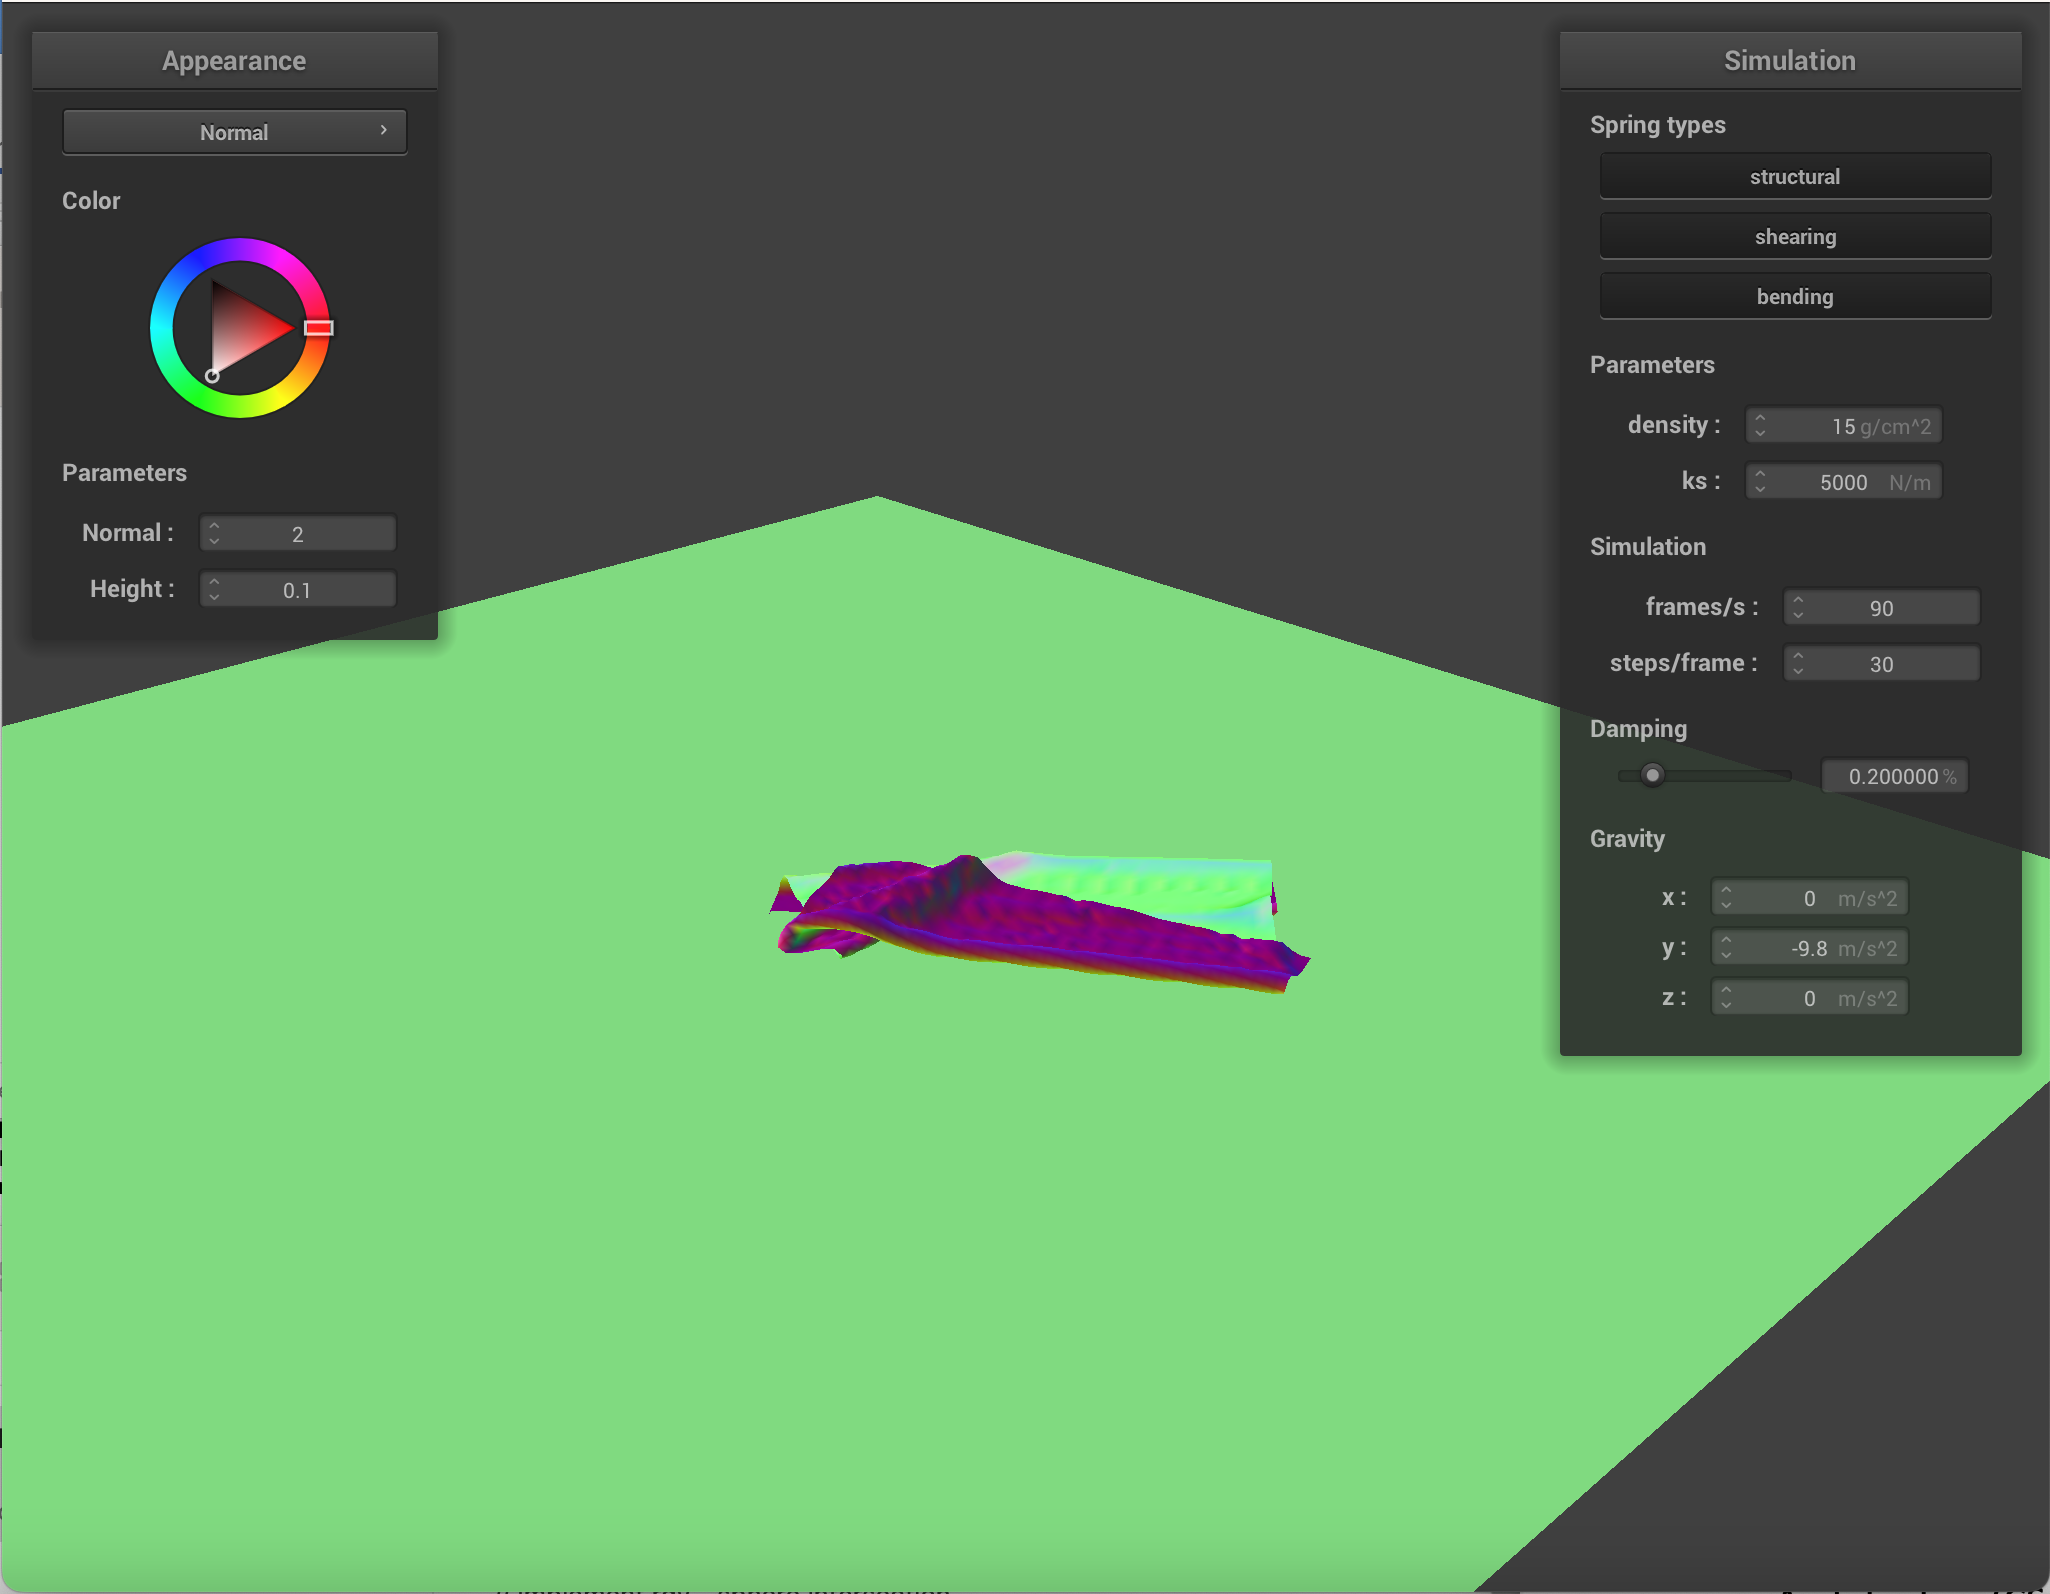 Appearance
Normal
Color
Parameters
Normal : 2
Height : 0.1
Simulation
Spring types
structural
shearing
bending
Parameters
density : 15 g/cm^2
ks : 5000 N/m
Simulation
frames/s : 90
steps/frame : 30
Damping
0.200000 %
Gravity
x : 0 m/s^2
y : -9.8 m/s^2
z : 0 m/s^2